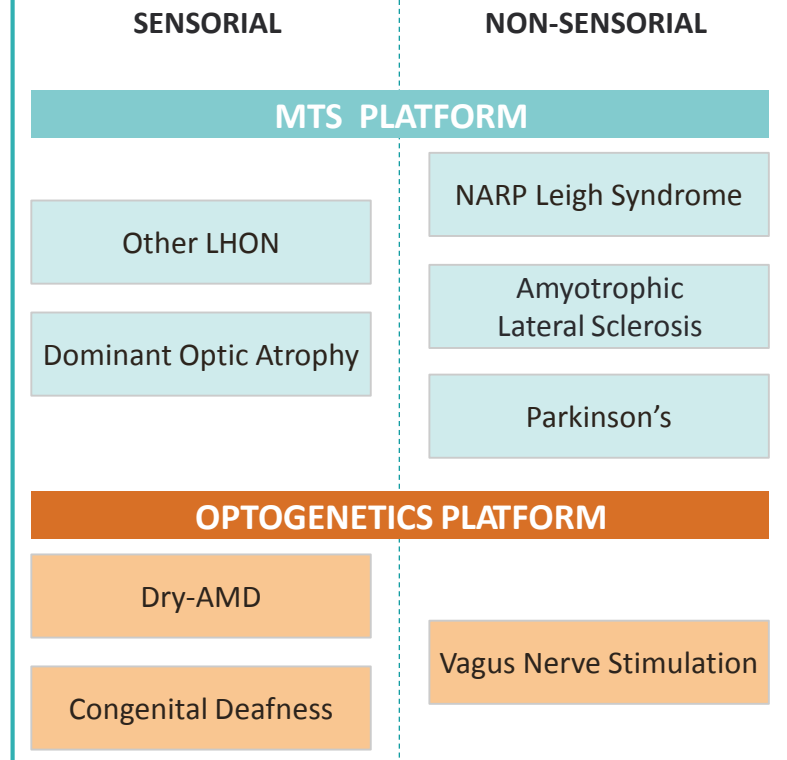 SENSORIAL
NON-SENSORIAL
MTS PLATFORM
Other LHON
Dominant Optic Atrophy
NARP Leigh Syndrome
Amyotrophic
Lateral Sclerosis
Parkinson's
OPTOGENETICS PLATFORM
Dry-AMD
Congenital Deafness
Vagus Nerve Stimulation